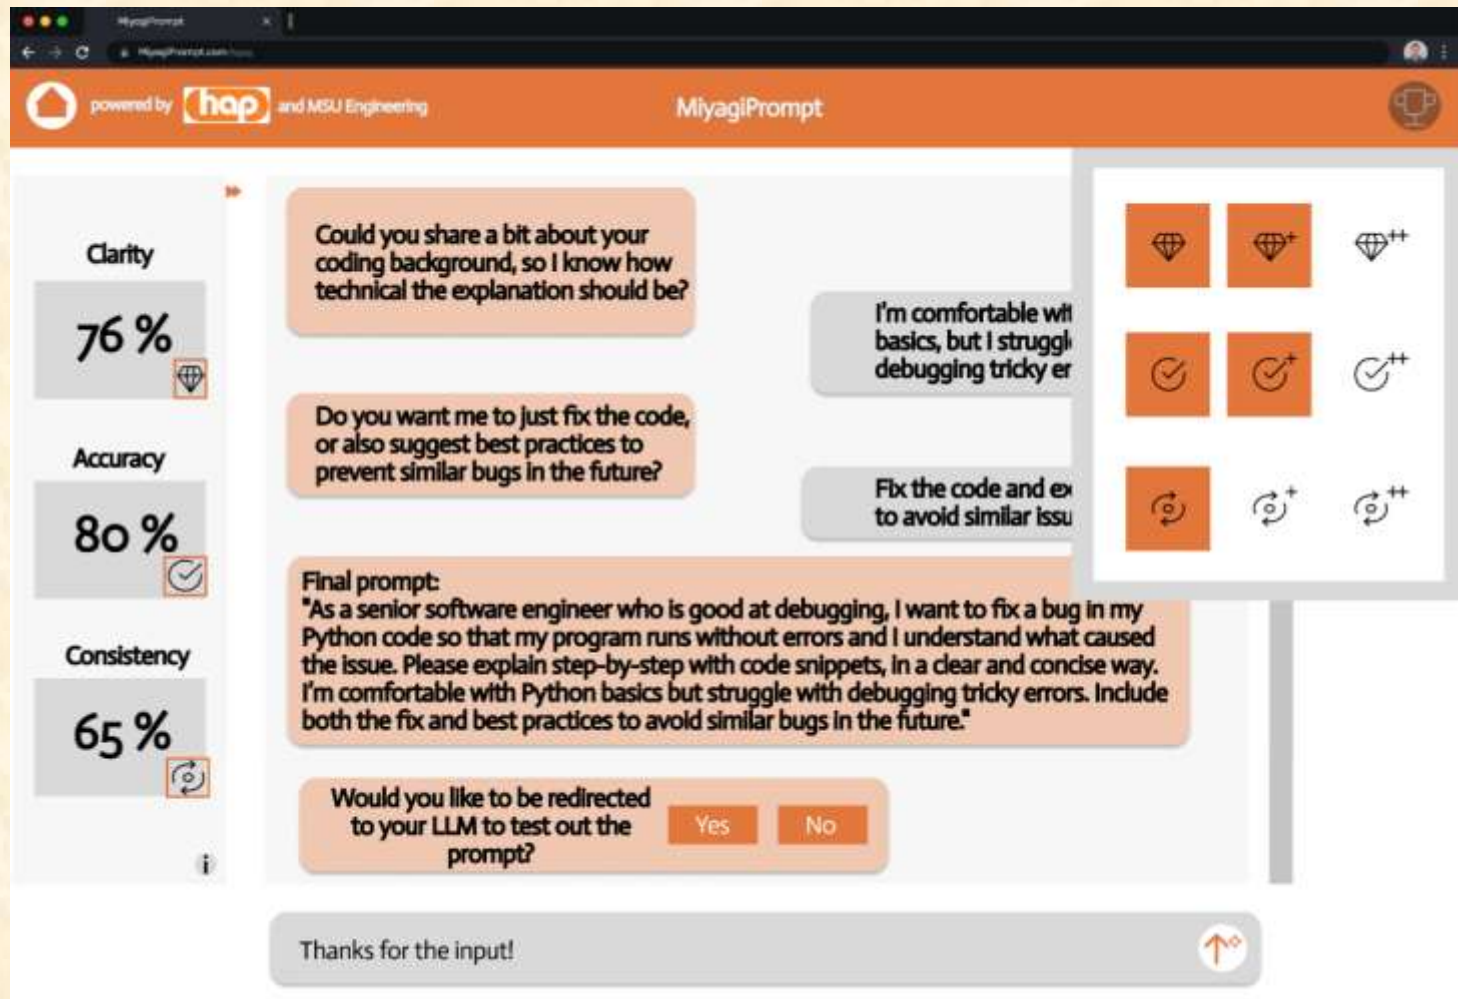 MiyagiPrompt
MiyagiPrompt.com
powered by hap and MSU Engineering
MiyagiPrompt
Clarity
76 %
Accuracy
80 %
Consistency
65 %
i
Could you share a bit about your
coding background, so I know how
technical the explanation should be?
I'm comfortable
basics, but I
debugging tricky
Do you want me to just fix the code,
or also suggest best practices to
prevent similar bugs in the future?
Fix the code and
to avoid similar
Final prompt:
"As a senior software engineer who is good at debugging, I want to fix a bug in my
Python code so that my program runs without errors and I understand what caused
the issue. Please explain step-by-step with code snippets, in a clear and concise way.
I'm comfortable with Python basics but struggle with debugging tricky errors. Include
both the fix and best practices to avoid similar bugs in the future."
Would you like to be redirected
to your LLM to test out the
prompt?
Yes
No
Thanks for the input!
+
++
+
++
+
++